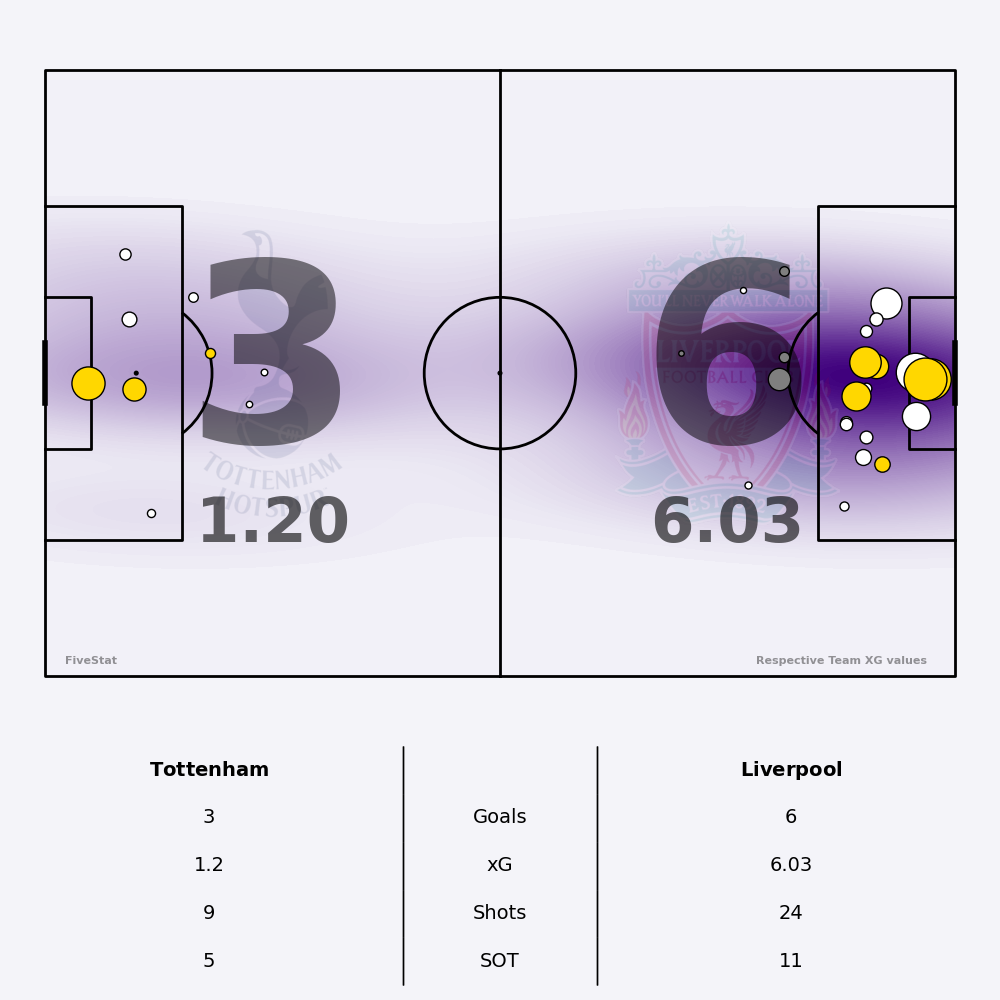 3
6
YOU'LL NEVER WALK ALONE
LIVERPOOL
FOOTBALL
TOTTENHAM
HOTSPUR
EST
1.20
6.03
FiveStat
Respective Team XG values
Tottenham
Liverpool
3 Goals 6
1.2 xG 6.03
9 Shots 24
5 SOT 11